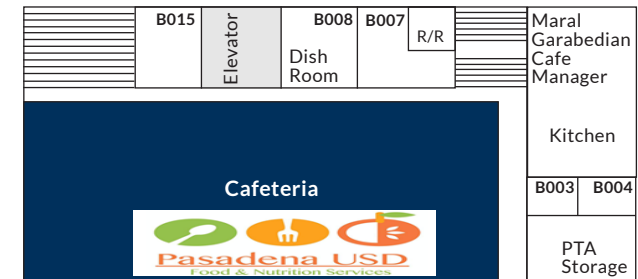 B015
Elevator
B008
Dish
Room
B007
R/R
Maral
Garabedian
Cafe
Manager
Kitchen
Cafeteria
Pasadena USD
Food & Nutrition Services
B003
B004
PTA
Storage